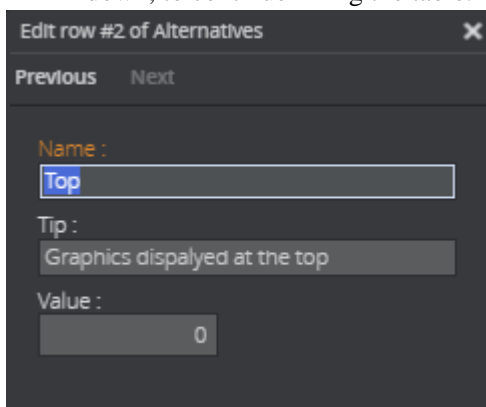 Edit row #2 of Alternatives
Previous Next
Name :
Top
Tip :
Graphics dispalyed at the top
Value :
0